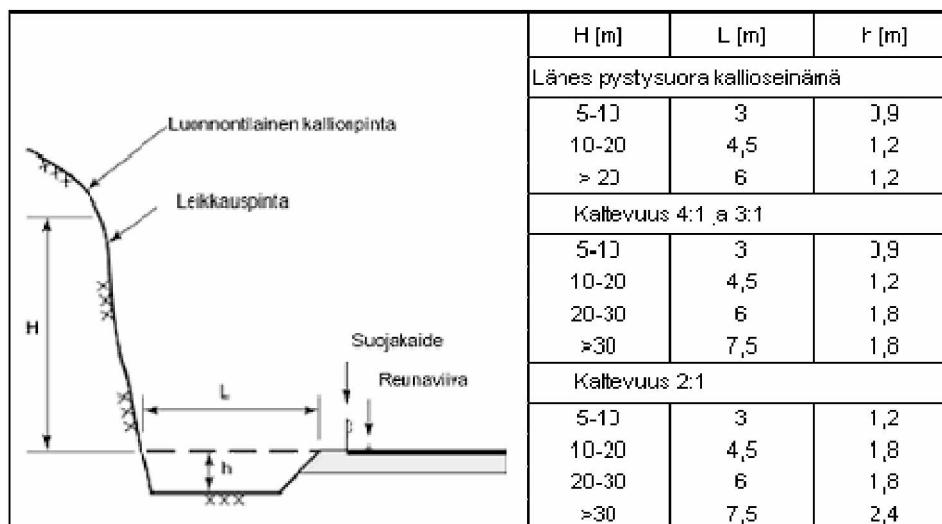 Luonnontilainen kallionpinta
Leikkauspinta
H
L
h
Suojakaide
Reunaviiva
H [m] L [m] h [m]
Lähes pystysuora kallioseinämä
5-10 3 0,9
10-20 4,5 1,2
> 20 6 1,2
Kaltevuus 4:1 ja 3:1
5-10 3 0,9
10-20 4,5 1,2
20-30 6 1,8
>30 7,5 1,8
Kaltevuus 2:1
5-10 3 1,2
10-20 4,5 1,8
20-30 6 1,8
>30 7,5 2,4